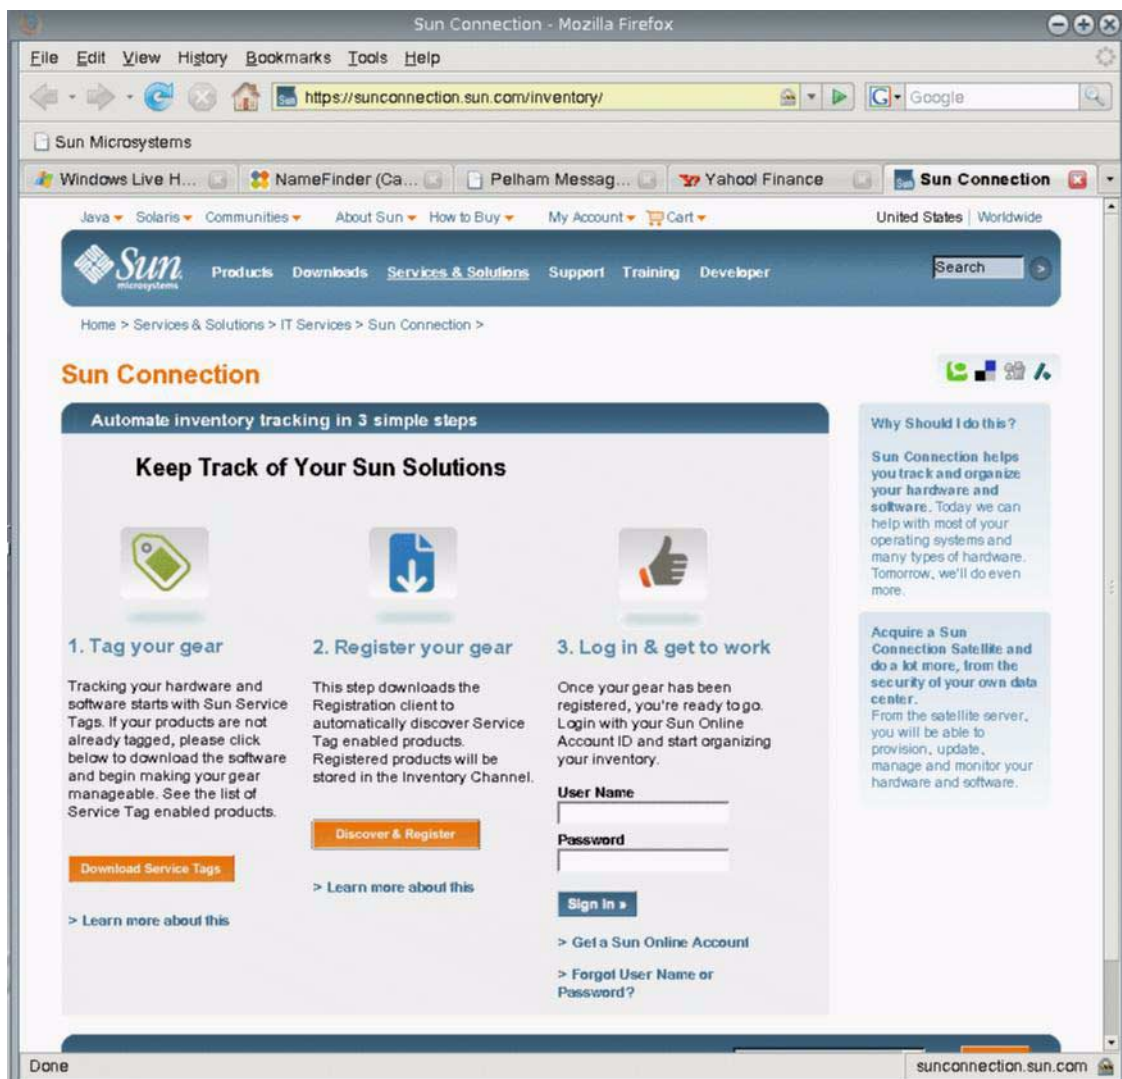 Sun Connection - Mozilla Firefox
File Edit View History Bookmarks Tools Help
https://sunconnection.sun.com/inventory/
G Google
Sun Microsystems
Windows Live H... NameFinder (Ca... Pelham Messag... Yahoo! Finance Sun Connection
Java Solaris Communities About Sun How to Buy My Account Cart United States | Worldwide
Sun microsystems Products Downloads Services & Solutions Support Training Developer Search
Home > Services & Solutions > IT Services > Sun Connection >
Sun Connection
Automate inventory tracking in 3 simple steps
Keep Track of Your Sun Solutions
1. Tag your gear
Tracking your hardware and
software starts with Sun Service
Tags. If your products are not
already tagged, please click
below to download the software
and begin making your gear
manageable. See the list of
Service Tag enabled products.
Download Service Tags
> Learn more about this
2. Register your gear
This step downloads the
Registration client to
automatically discover Service
Tag enabled products.
Registered products will be
stored in the Inventory Channel.
Discover & Register
> Learn more about this
3. Log in & get to work
Once your gear has been
registered, you're ready to go.
Login with your Sun Online
Account ID and start organizing
your inventory.
User Name
Password
Sign In »
> Get a Sun Online Account
> Forgot User Name or
Password?
Why Should I do this?
Sun Connection helps
you track and organize
your hardware and
software. Today we can
help with most of your
operating systems and
many types of hardware.
Tomorrow, we'll do even
more.
Acquire a Sun
Connection Satellite and
do a lot more, from the
security of your own data
center.
From the satellite server,
you will be able to
provision, update,
manage and monitor your
hardware and software.
Done
sunconnection.sun.com